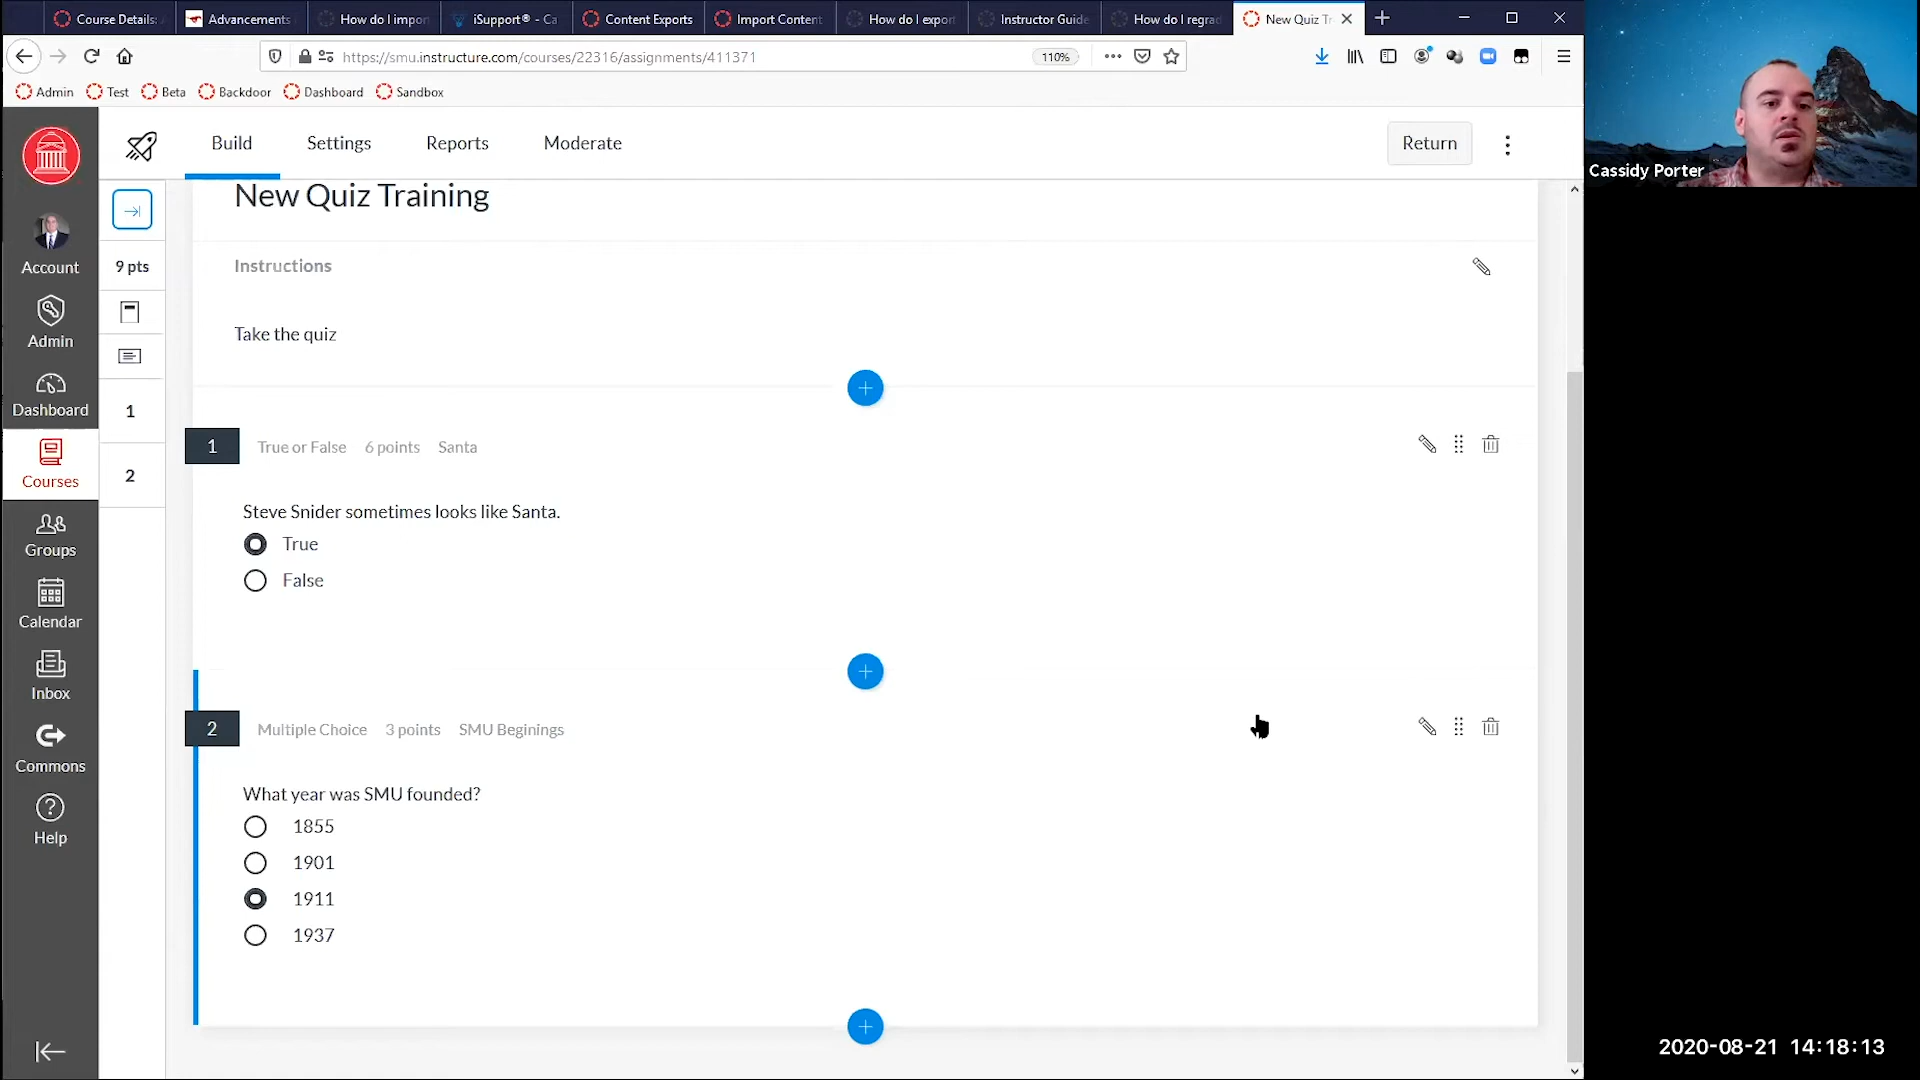 Course Details:
Advancements
How do I impor
iSupport® - Ca
Content Exports
Import Content
How do I expor
Instructor Guide
How do I regrad
New Quiz Tr
https://smu.instructure.com/courses/22316/assignments/411371
110%
Admin
Test
Beta
Backdoor
Dashboard
Sandbox
Build
Settings
Reports
Moderate
Return
Account
Admin
Dashboard
Courses
Groups
Calendar
Inbox
Commons
Help
9 pts
1
2
New Quiz Training
Instructions
Take the quiz
1 True or False 6 points Santa
Steve Snider sometimes looks like Santa.
True
False
2 Multiple Choice 3 points SMU Beginings
What year was SMU founded?
1855
1901
1911
1937
Cassidy Porter
2020-08-21 14:18:13